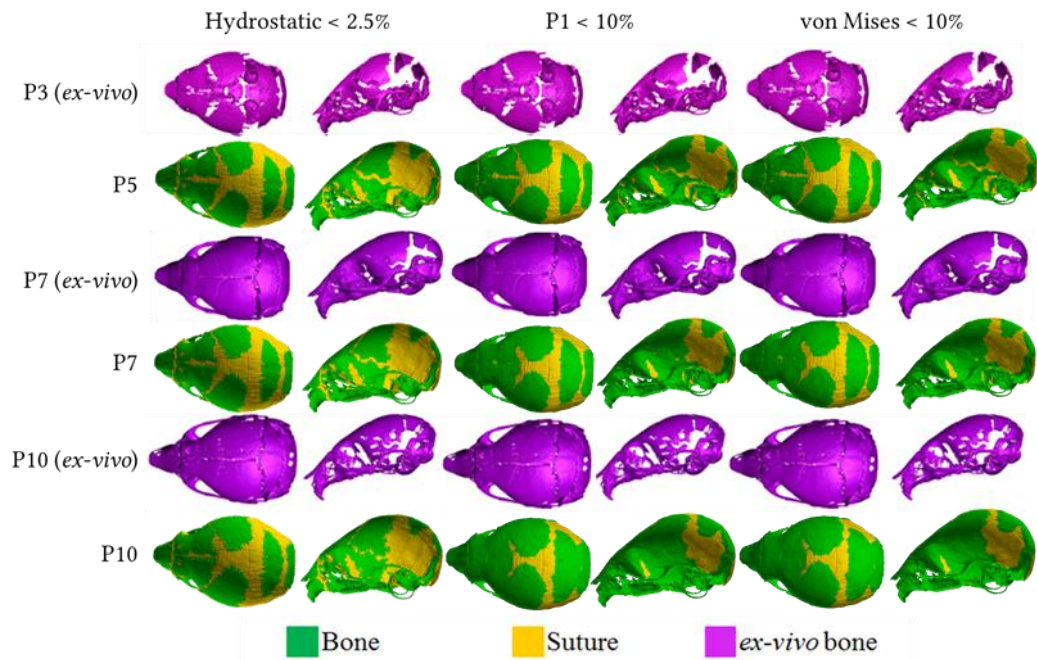 Hydrostatic < 2.5% P1 < 10% von Mises < 10%
P3 (ex-vivo)
P5
P7 (ex-vivo)
P7
P10 (ex-vivo)
P10
Bone Suture ex-vivo bone